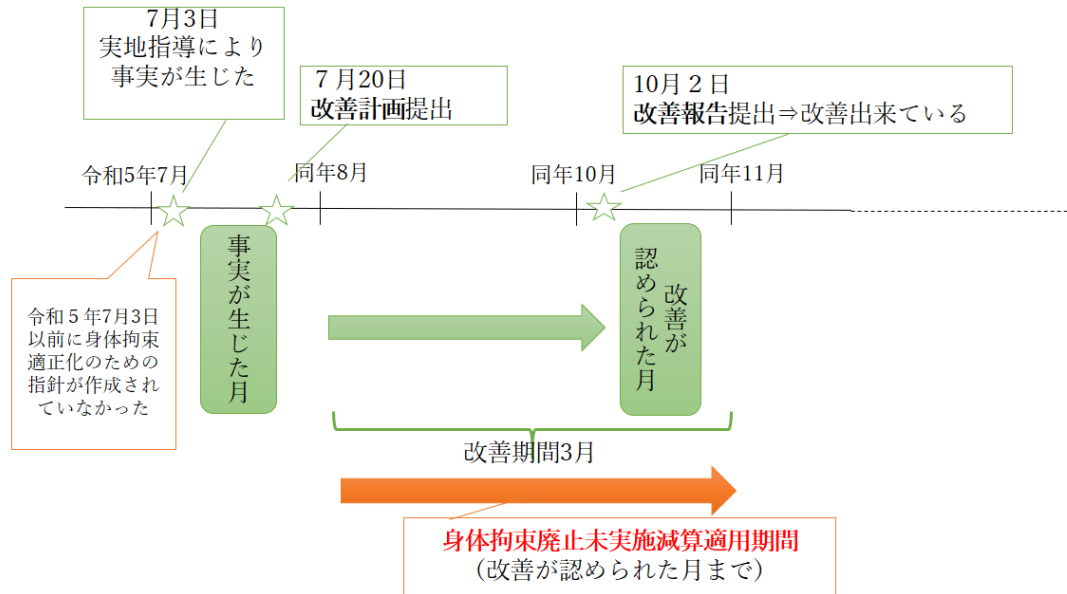 7月3日
実地指導により
事実が生じた
７月20日
改善計画提出
10月２日
改善報告提出⇒改善出来ている
令和5年7月
同年8月
同年10月
同年11月
事実が生じた月
改善が
認められた月
令和５年7月3日
以前に身体拘束
適正化のための
指針が作成され
ていなかった
改善期間3月
身体拘束廃止未実施減算適用期間
（改善が認められた月まで）